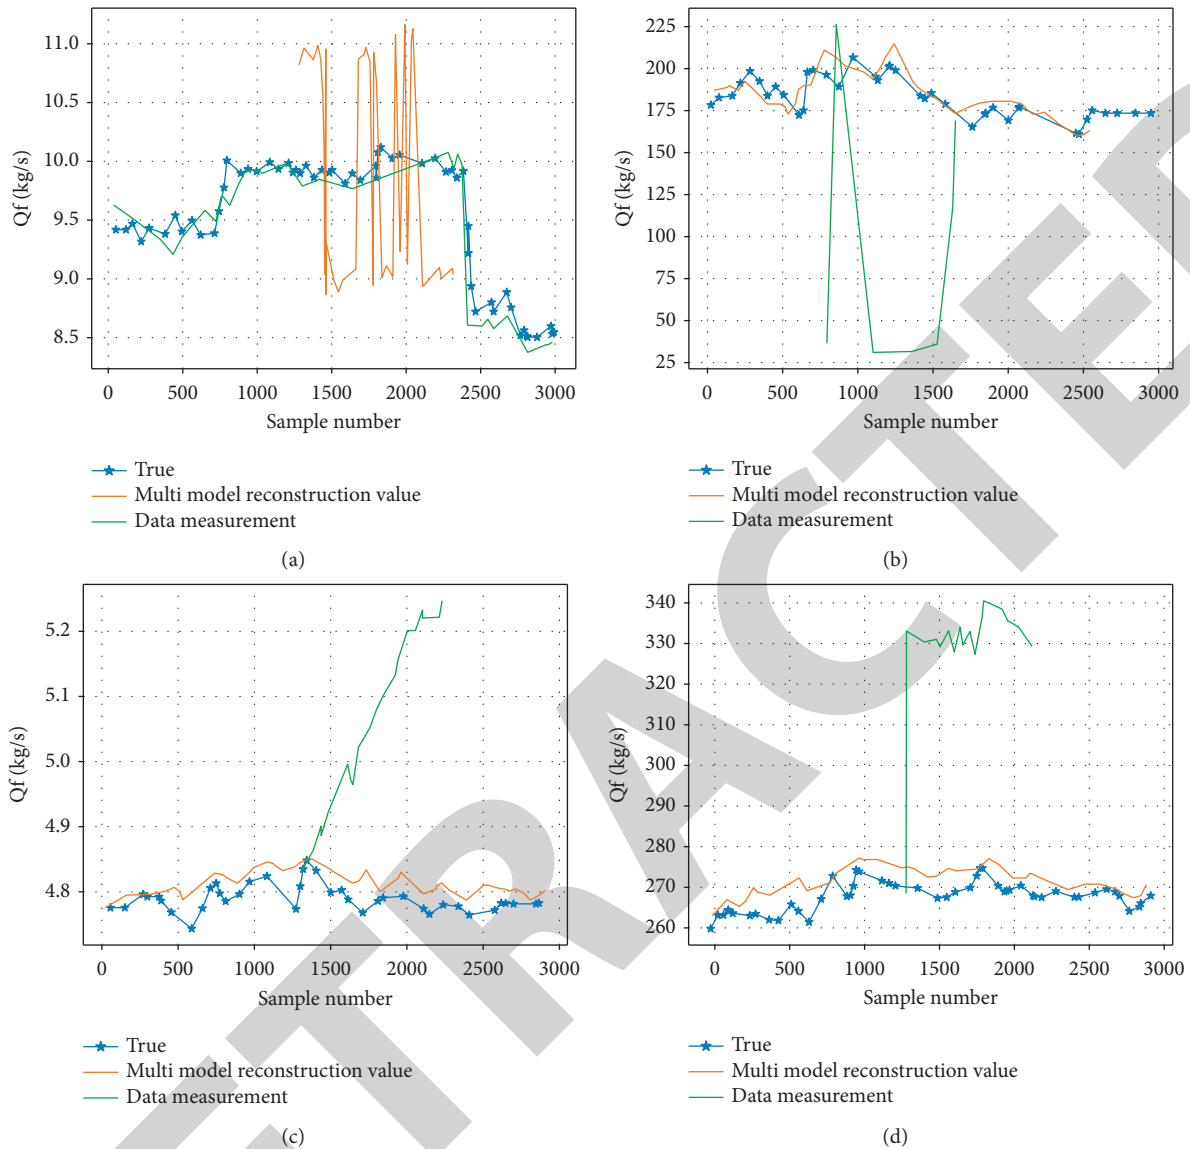 11.0
10.5
10.0
9.5
9.0
8.5
Qf (kg/s)
0 500 1000 1500 2000 2500 3000
Sample number
True
Multi model reconstruction value
Data measurement
(a)
225
200
175
150
225
100
75
50
25
Qf (kg/s)
0 500 1000 1500 2000 2500 3000
Sample number
True
Multi model reconstruction value
Data measurement
(b)
5.2
5.1
5.0
4.9
4.8
Qf (kg/s)
0 500 1000 1500 2000 2500 3000
Sample number
True
Multi model reconstruction value
Data measurement
(c)
340
330
320
310
300
290
270
270
260
Qf (kg/s)
0 500 1000 1500 2000 2500 3000
Sample number
True
Multi model reconstruction value
Data measurement
(d)
ETRACTED